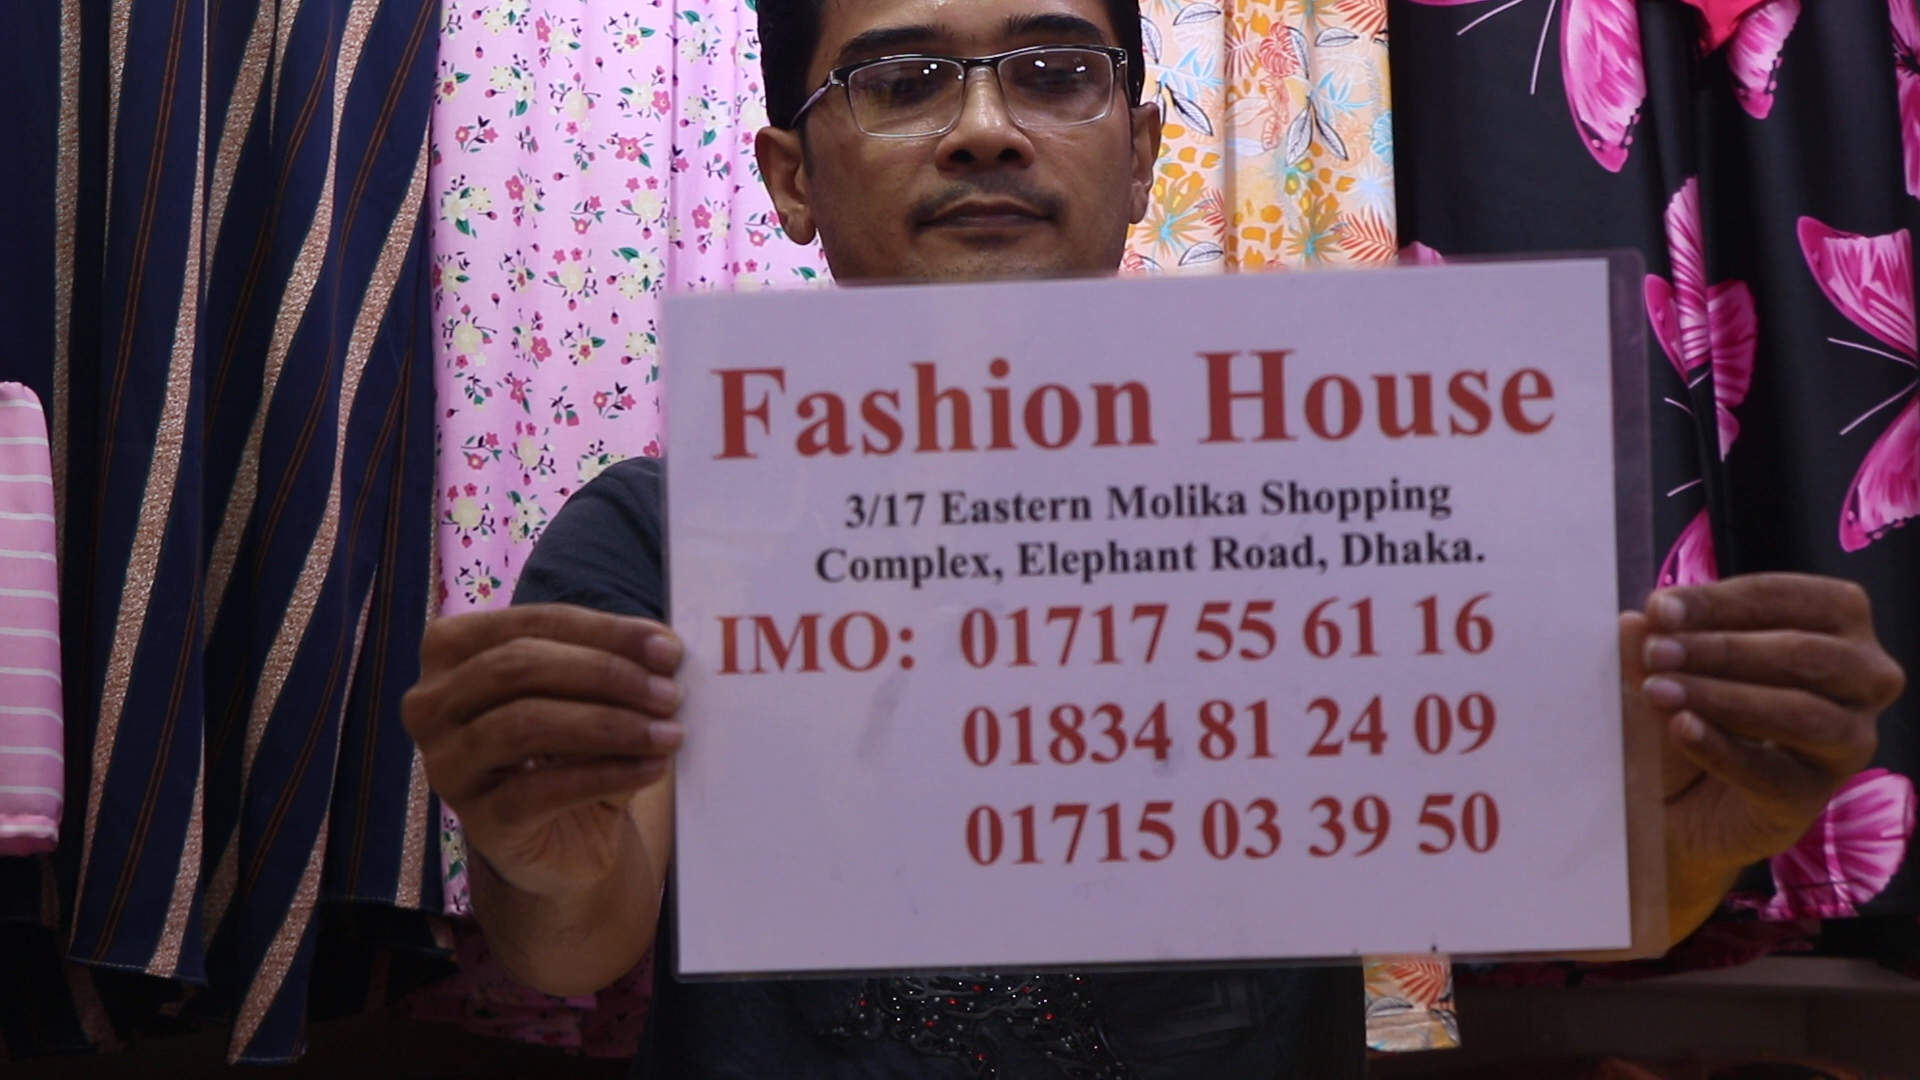 Fashion House
3/17 Eastern Molika Shopping
Complex, Elephant Road, Dhaka.
IMO: 01717 55 61 16
01834 81 24 09
01715 03 39 50